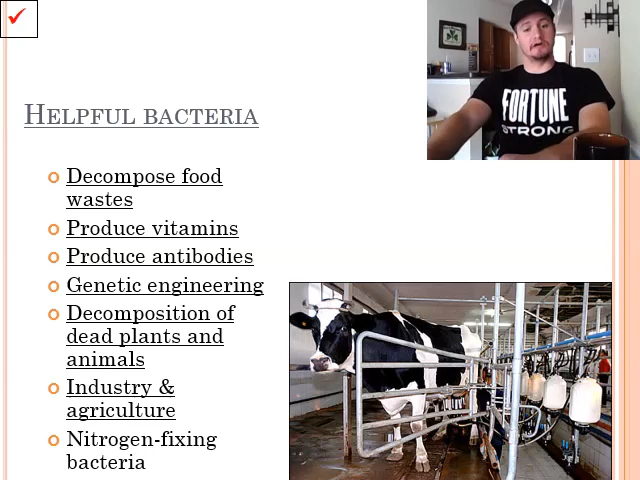 HELPFUL BACTERIA
FORTUNE
STRONG
Decompose food
wastes
Produce vitamins
Produce antibodies
Genetic engineering
Decomposition of
dead plants and
animals
Industry &
agriculture
Nitrogen-fixing
bacteria